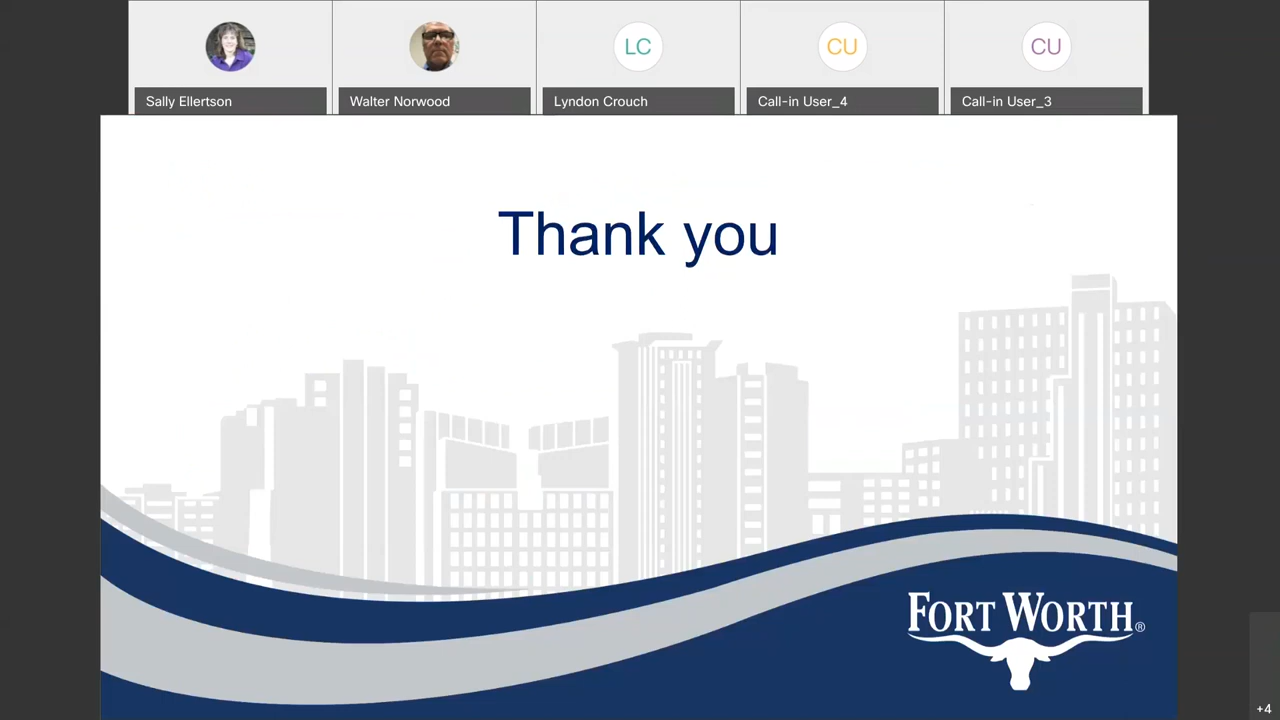 LC
CU
CU
Sally Ellertson
Walter Norwood
Lyndon Crouch
Call-in User_4
Call-in User_3
Thank you
FORT WORTH®
+4